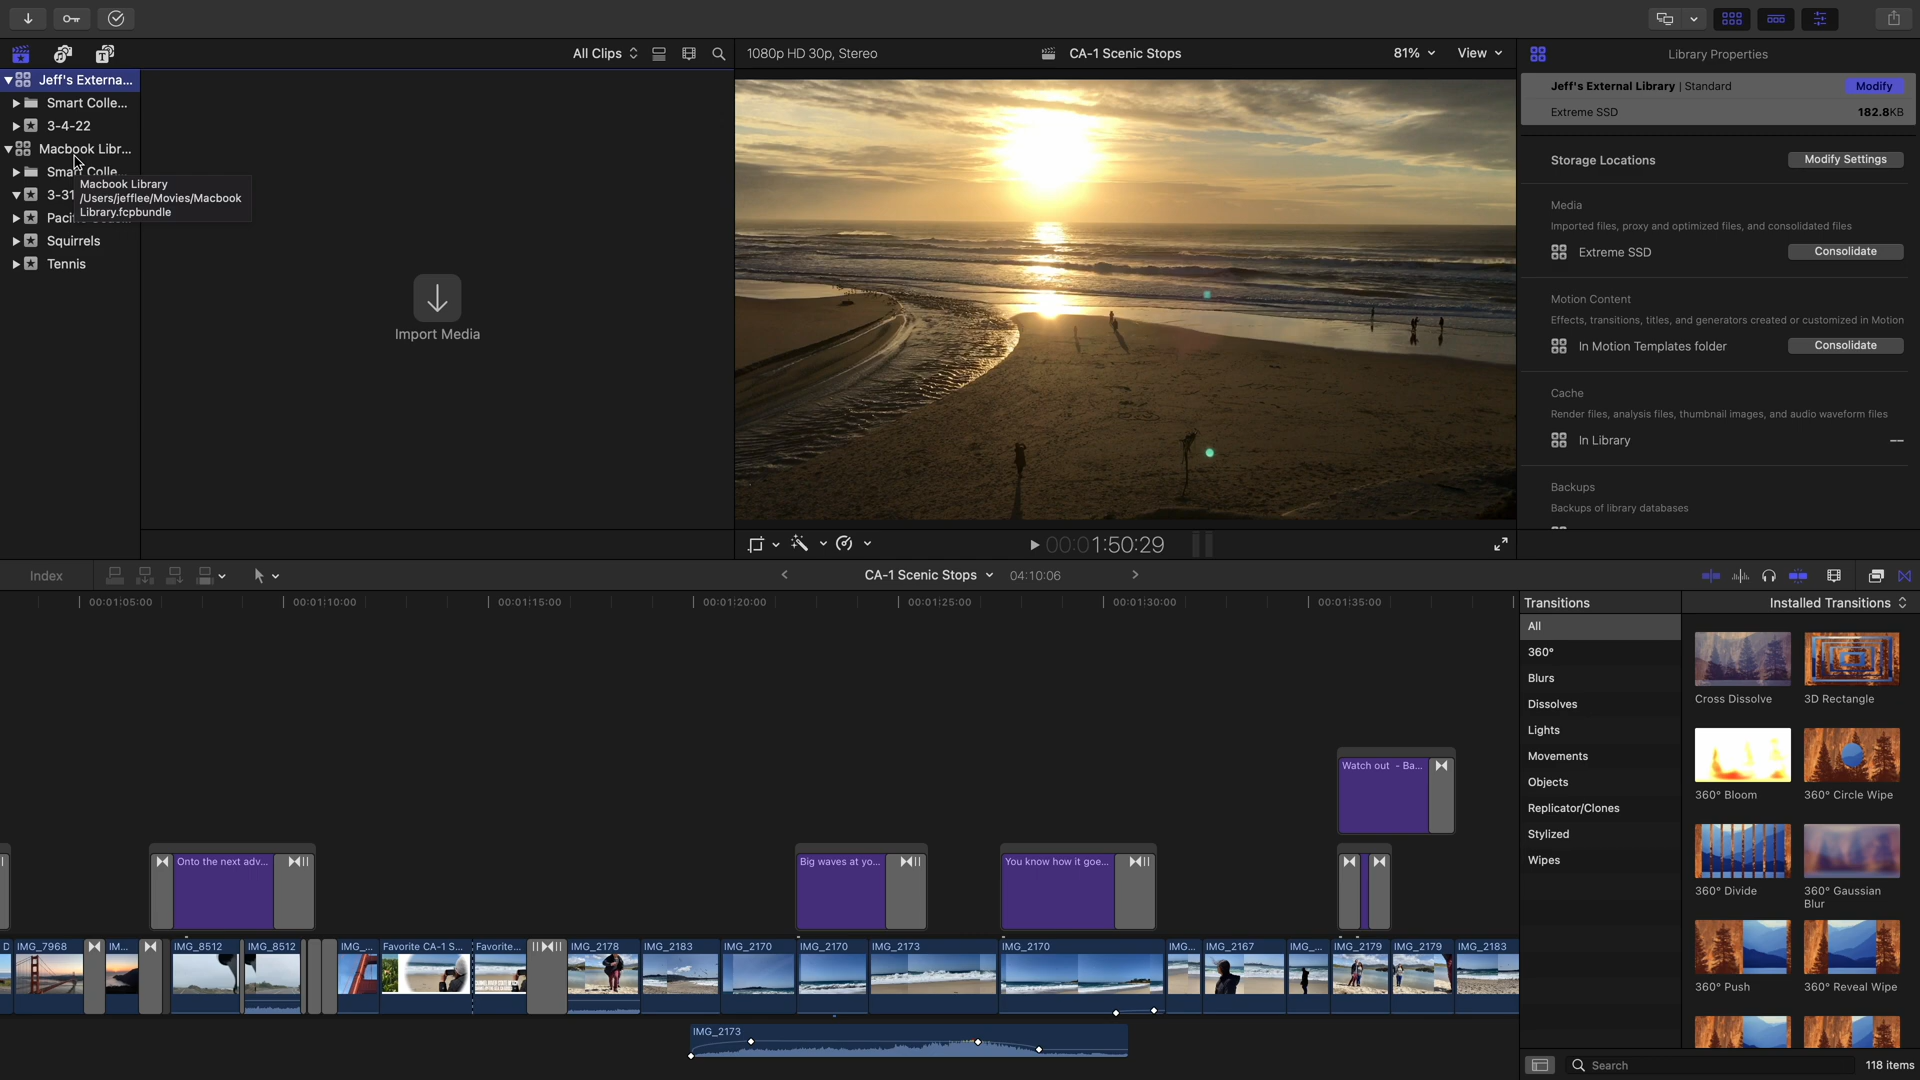 All Clips
1080p HD 30p, Stereo
CA-1 Scenic Stops
81%
View
Library Properties
Jeff's Externa...
Smart Colle...
3-4-22
Macbook Libr...
Smart Colle...
3-31
Squirrels
Tennis
Macbook Library
/Users/jefflee/Movies/Macbook
Library.fcpbundle
Import Media
Jeff's External Library | Standard
Modify
Extreme SSD
182.8KB
Storage Locations
Modify Settings
Media
Imported files, proxy and optimized files, and consolidated files
Extreme SSD
Consolidate
Motion Content
Effects, transitions, titles, and generators created or customized in Motion
In Motion Templates folder
Consolidate
Cache
Render files, analysis files, thumbnail images, and audio waveform files
In Library
--
Backups
Backups of library databases
00:01:50:29
Index
CA-1 Scenic Stops
04:10:06
00:01:05:00
00:01:10:00
00:01:15:00
00:01:20:00
00:01:25:00
00:01:30:00
00:01:35:00
Watch out - Ba...
Onto the next adv...
Big waves at yo...
You know how it goe...
D
IMG_7968
IM...
IMG_8512
IMG_8512
IMG_...
Favorite CA-1 S...
Favorite...
IMG_2178
IMG_2183
IMG_2170
IMG_2170
IMG_2173
IMG_2170
IMG...
IMG_2167
IMG_...
IMG_2179
IMG_2179
IMG_2183
IMG_2173
Transitions
Installed Transitions
All
360°
Blurs
Dissolves
Lights
Movements
Objects
Replicator/Clones
Stylized
Wipes
Cross Dissolve
3D Rectangle
360° Bloom
360° Circle Wipe
360° Divide
360° Gaussian
Blur
360° Push
360° Reveal Wipe
Search
118 items